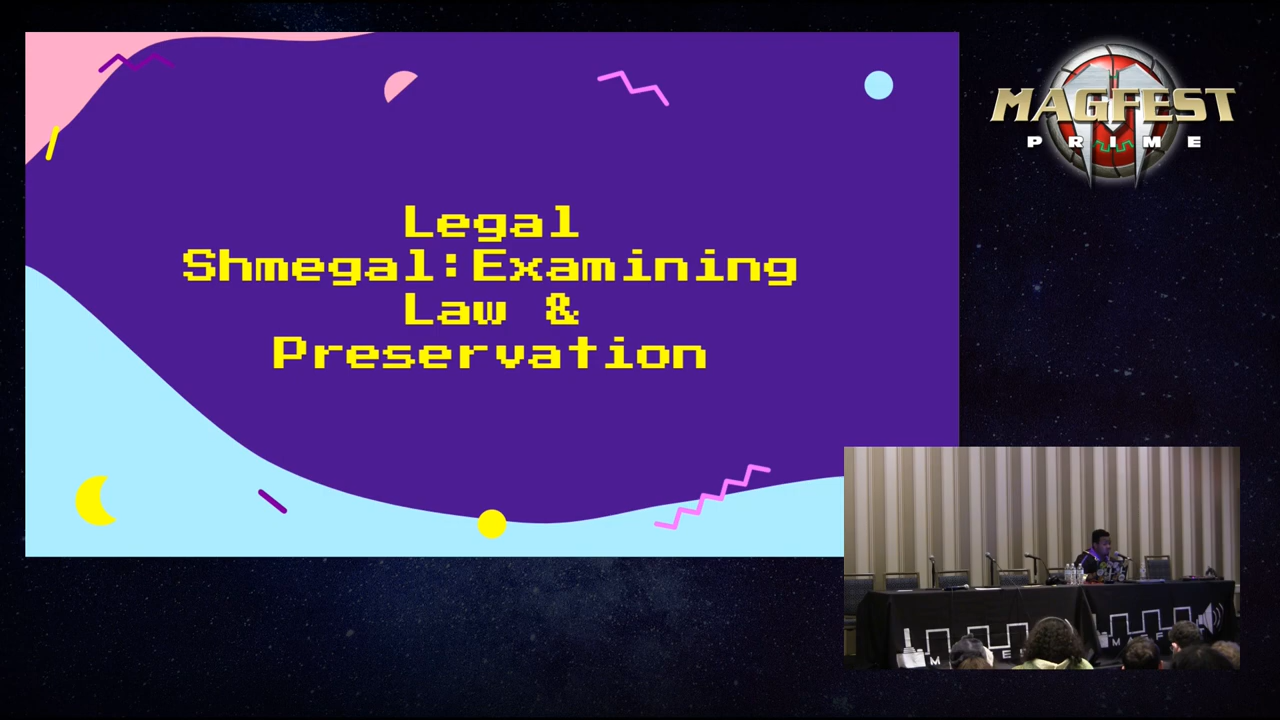 Legal
Shmegal:Examining
Law &
Preservation
MAGFEST
PRIME